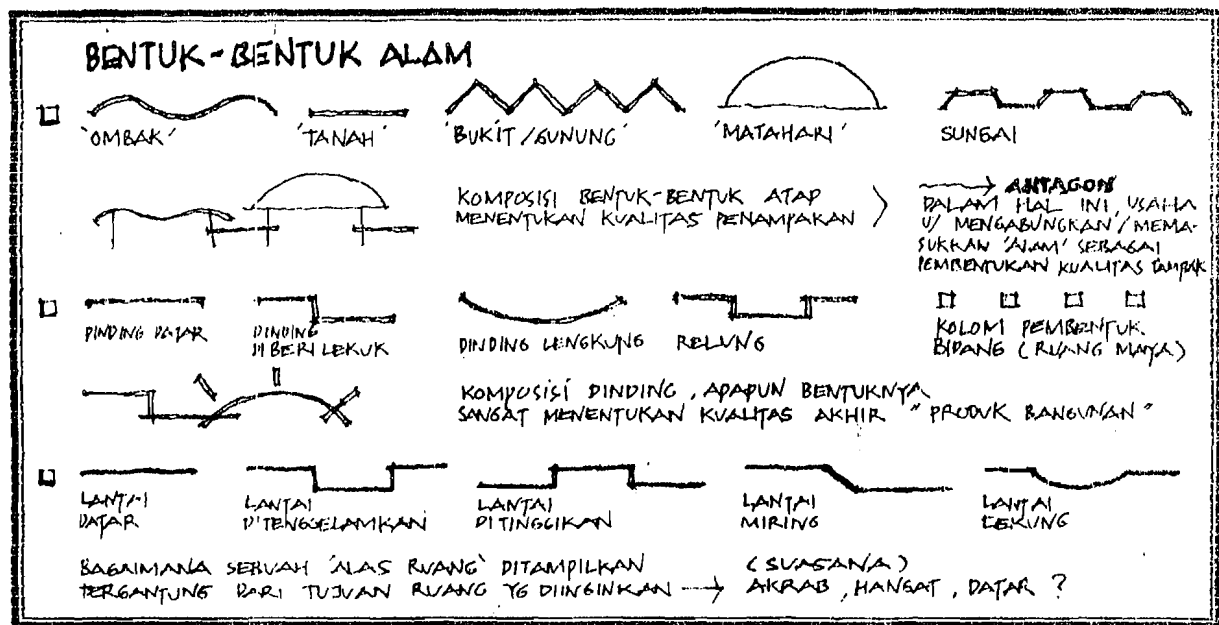 BENTUK-BENTUK ALAM
'OMBAK'
'TANAH'
'BUKIT/GUNUNG'
'MATAHARI'
SUNGAI
KOMPOSISI BENTUK-BENTUK ATAP
MENENTUKAN KUALITAS PENAMPAKAN
ANTAGON
DALAM HAL INI, USAHA
U/ MENGABUNGKAN/MEMA-
SUKKAN 'ALAM' SEBAGAI
PEMBENTUKAN KUALITAS TAMPAK
DINDING DATAR
DINDING
DIBERI LEKUK
DINDING LENGKUNG
RELUNG
KOLOM PEMBENTUK
BIDANG (RUANG MAYA)
KOMPOSISI DINDING, APAPUN BENTUKNYA
SANGAT MENENTUKAN KUALITAS AKHIR "PRODUK BANGUNAN"
LANTAI
DATAR
LANTAI
DITENGGELAMKAN
LANTAI
DITINGGIKAN
LANTAI
MIRING
LANTAI
CEKUNG
BAGAIMANA SEBUAH 'ALAS RUANG' DITAMPILKAN
TERGANTUNG DARI TUJUAN RUANG YG DIINGINKAN →
(SUASANA)
AKRAB, HANGAT, DATAR ?